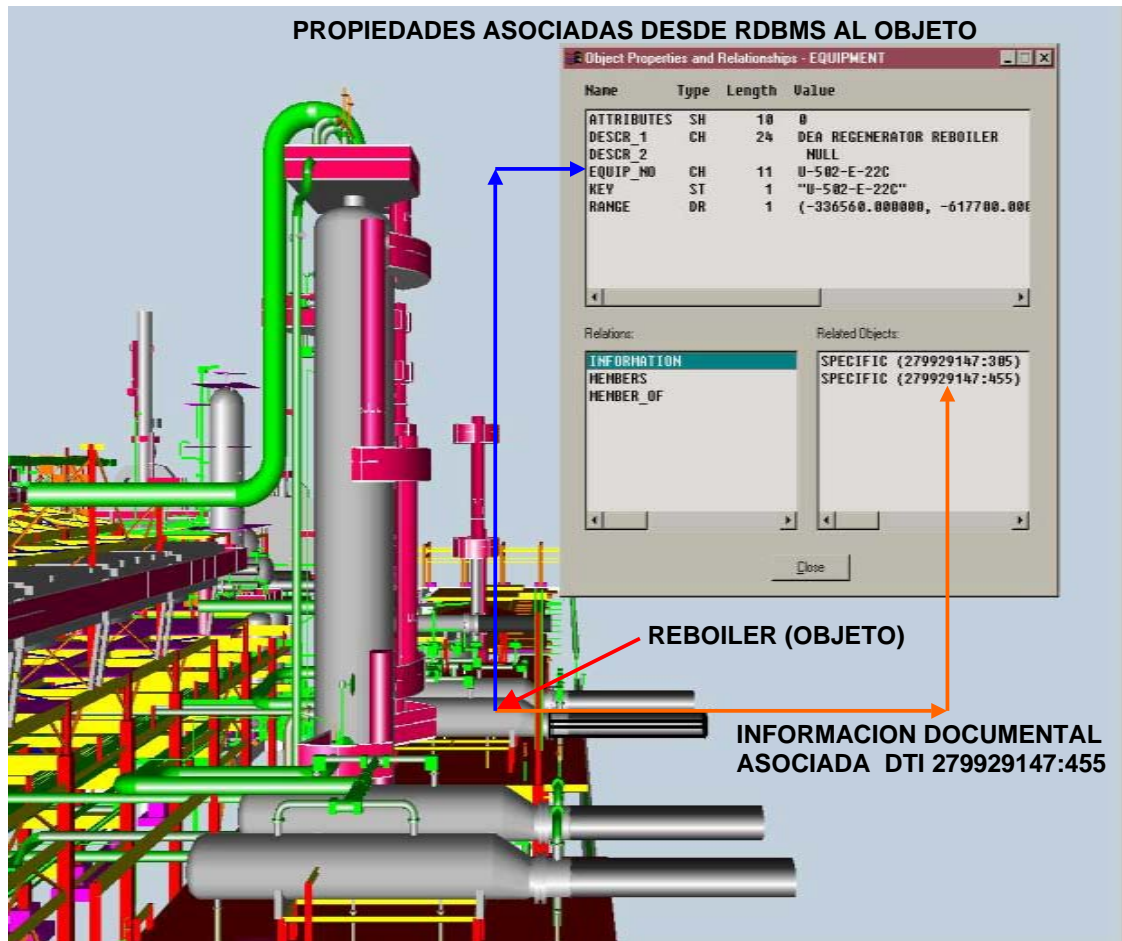 PROPIEDADES ASOCIADAS DESDE RDBMS AL OBJETO
Object Properties and Relationships - EQUIPMENT
Name Type Length Value
ATTRIBUTES SH 10 0
DESCR_1 CH 24 DEA REGENERATOR REBOILER
DESCR_2 NULL
EQUIP_NO CH 11 U-502-E-22C
KEY ST 1 "U-502-E-22C"
RANGE DR 1 (-336560.000000, -617700.000
Relations:
Related Objects:
INFORMATION
MEMBERS
MEMBER_OF
SPECIFIC (279929147:305)
SPECIFIC (279929147:455)
Close
REBOILER (OBJETO)
INFORMACION DOCUMENTAL
ASOCIADA DTI 279929147:455